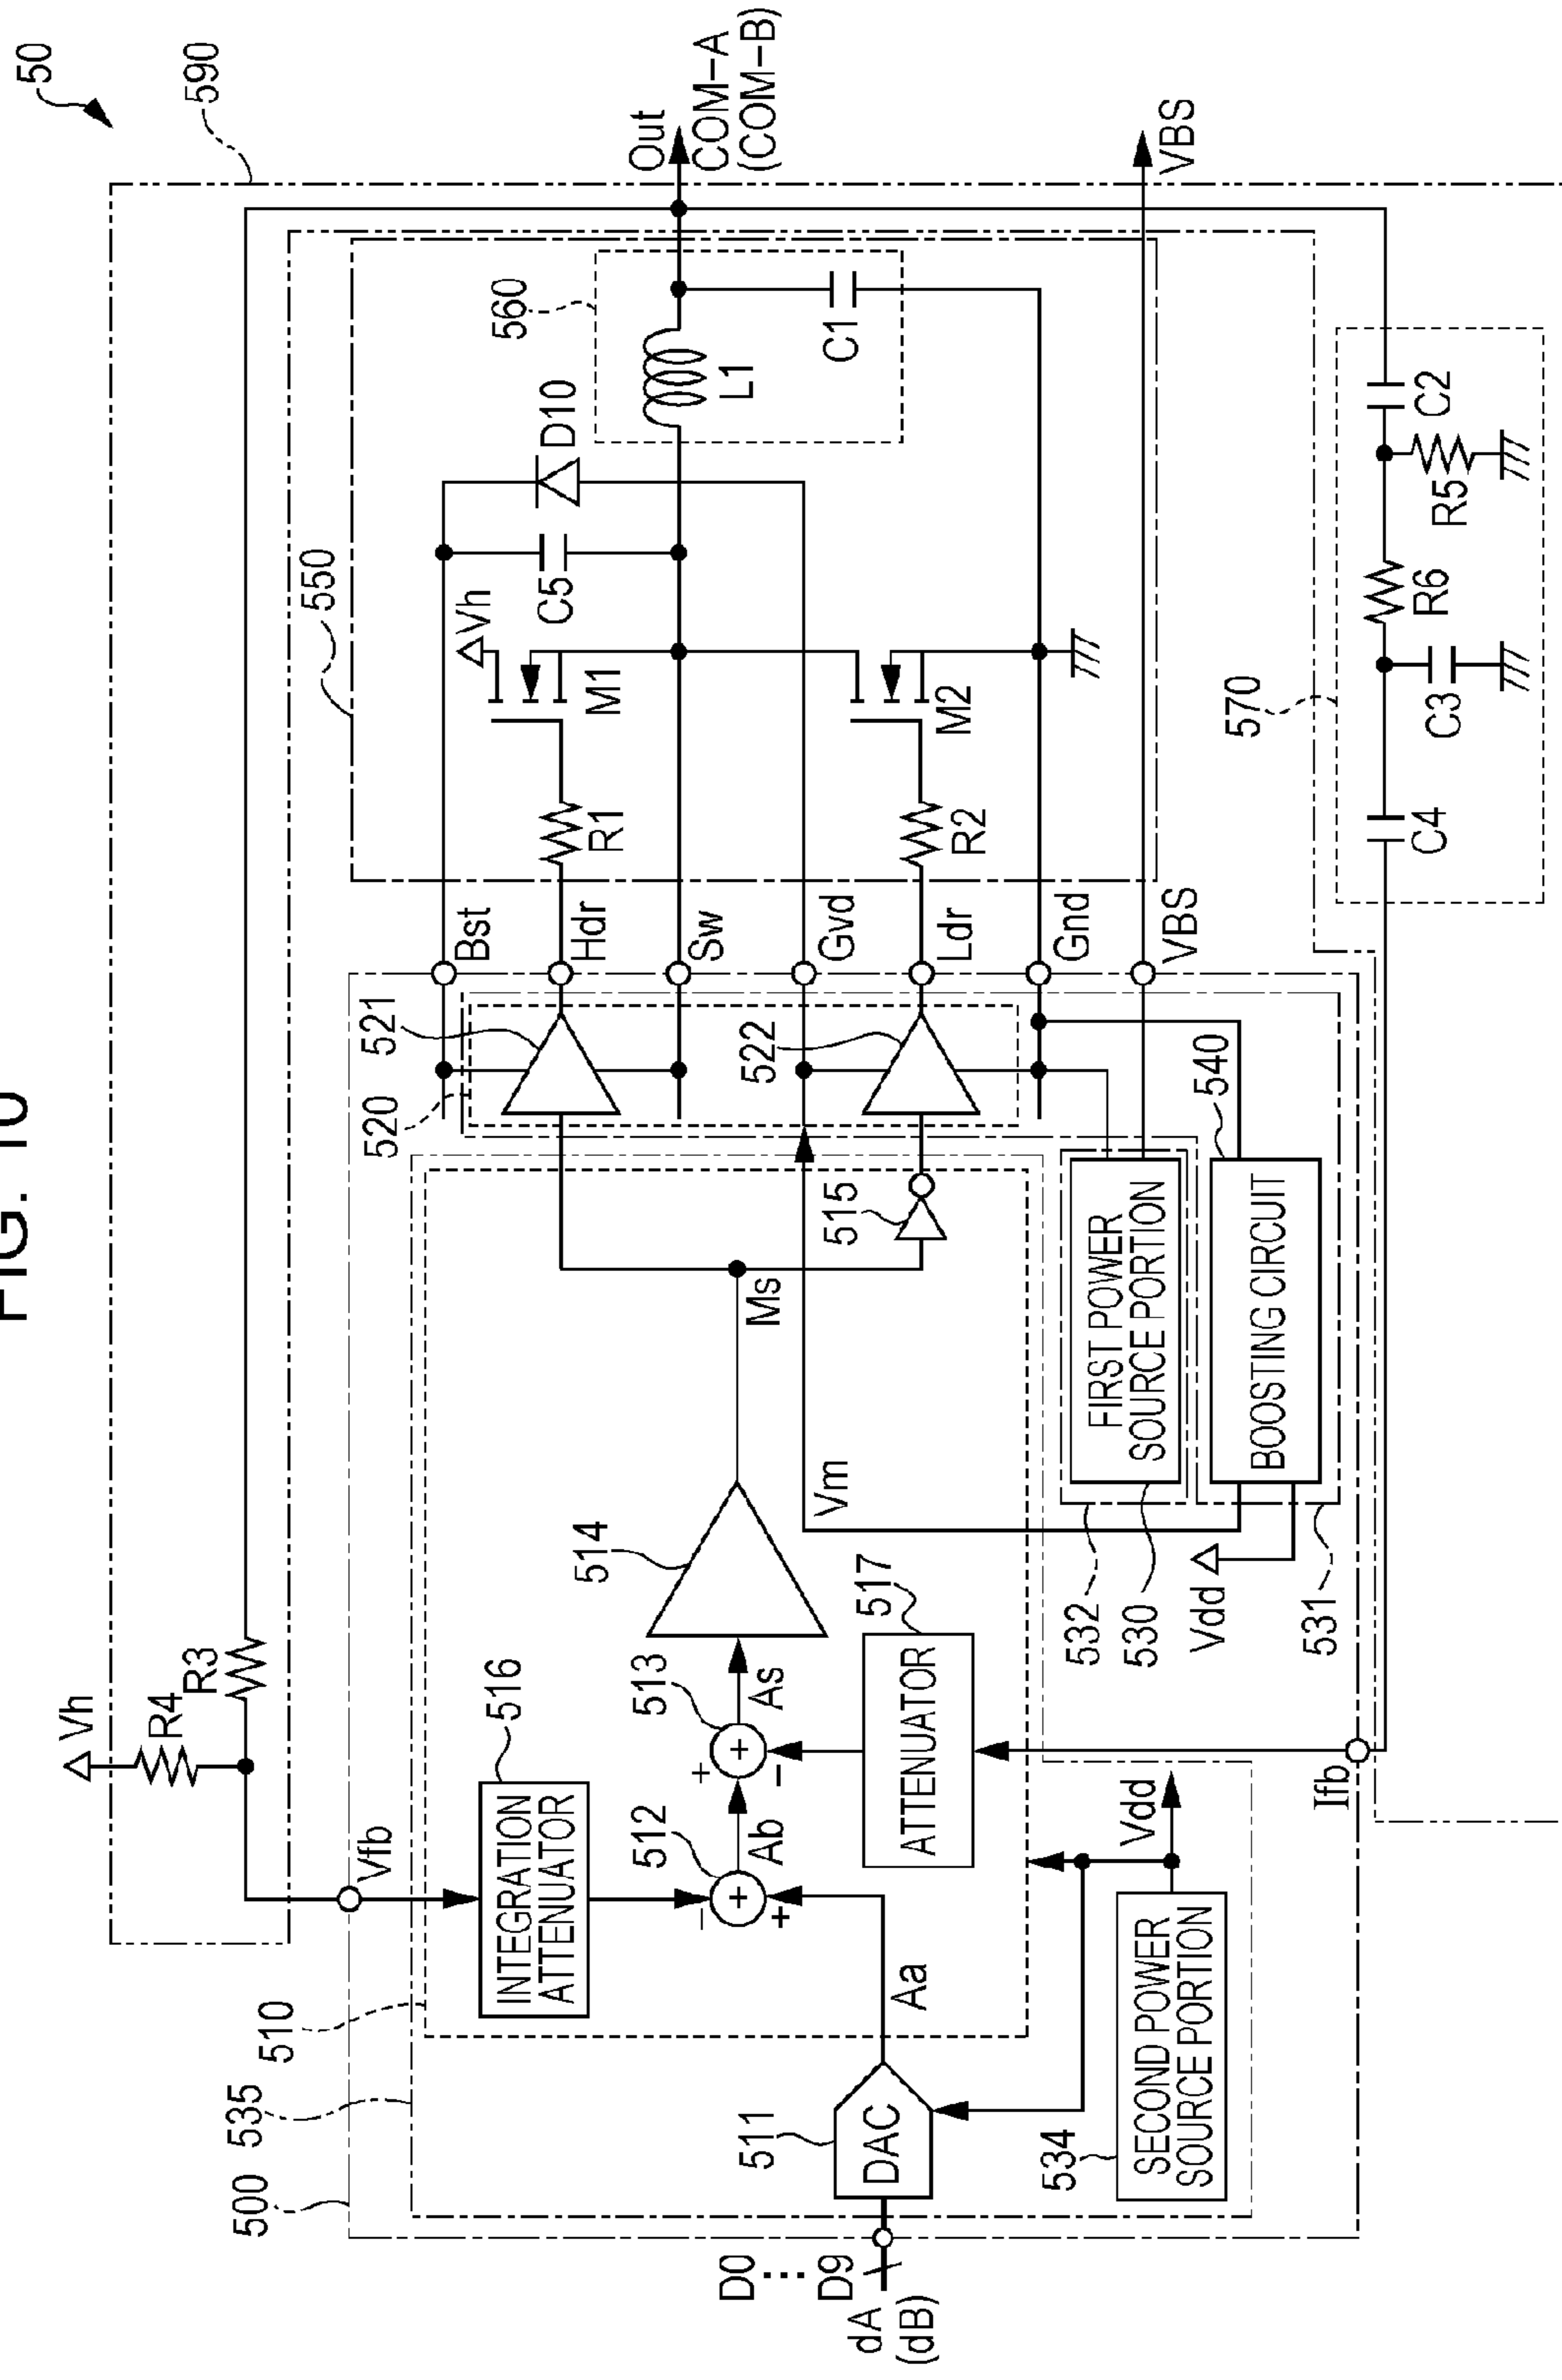 FIG. 10
50
590
Vh
R4
R3
Out
COM-A
(COM-B)
VBS
500
535
510
Vfb
516
INTEGRATION
ATTENUATOR
512
513
514
Ab
As
Ms
Aa
517
ATTENUATOR
511
DAC
D0
D9
dA
(dB)
534
SECOND POWER
SOURCE PORTION
Vdd
Ifb
Vm
515
520
521
522
532
530
FIRST POWER
SOURCE PORTION
Vdd
531
540
BOOSTING CIRCUIT
Bst
Hdr
Sw
Gvd
Ldr
Gnd
VBS
550
Vh
M1
R1
M2
R2
C5
D10
560
L1
C1
570
C4
C3
R6
R5
C2